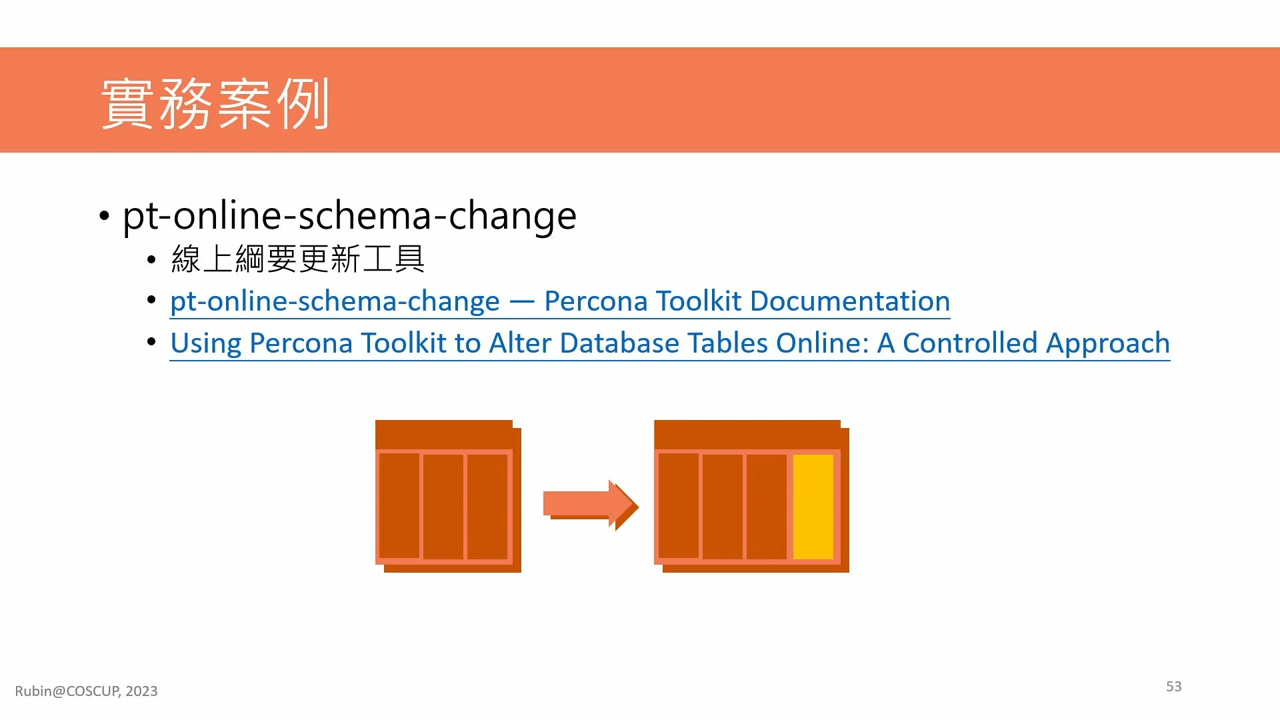 實務案例
• pt-online-schema-change
• 線上綱要更新工具
• pt-online-schema-change — Percona Toolkit Documentation
• Using Percona Toolkit to Alter Database Tables Online: A Controlled Approach
Rubin@COSCUP, 2023
53